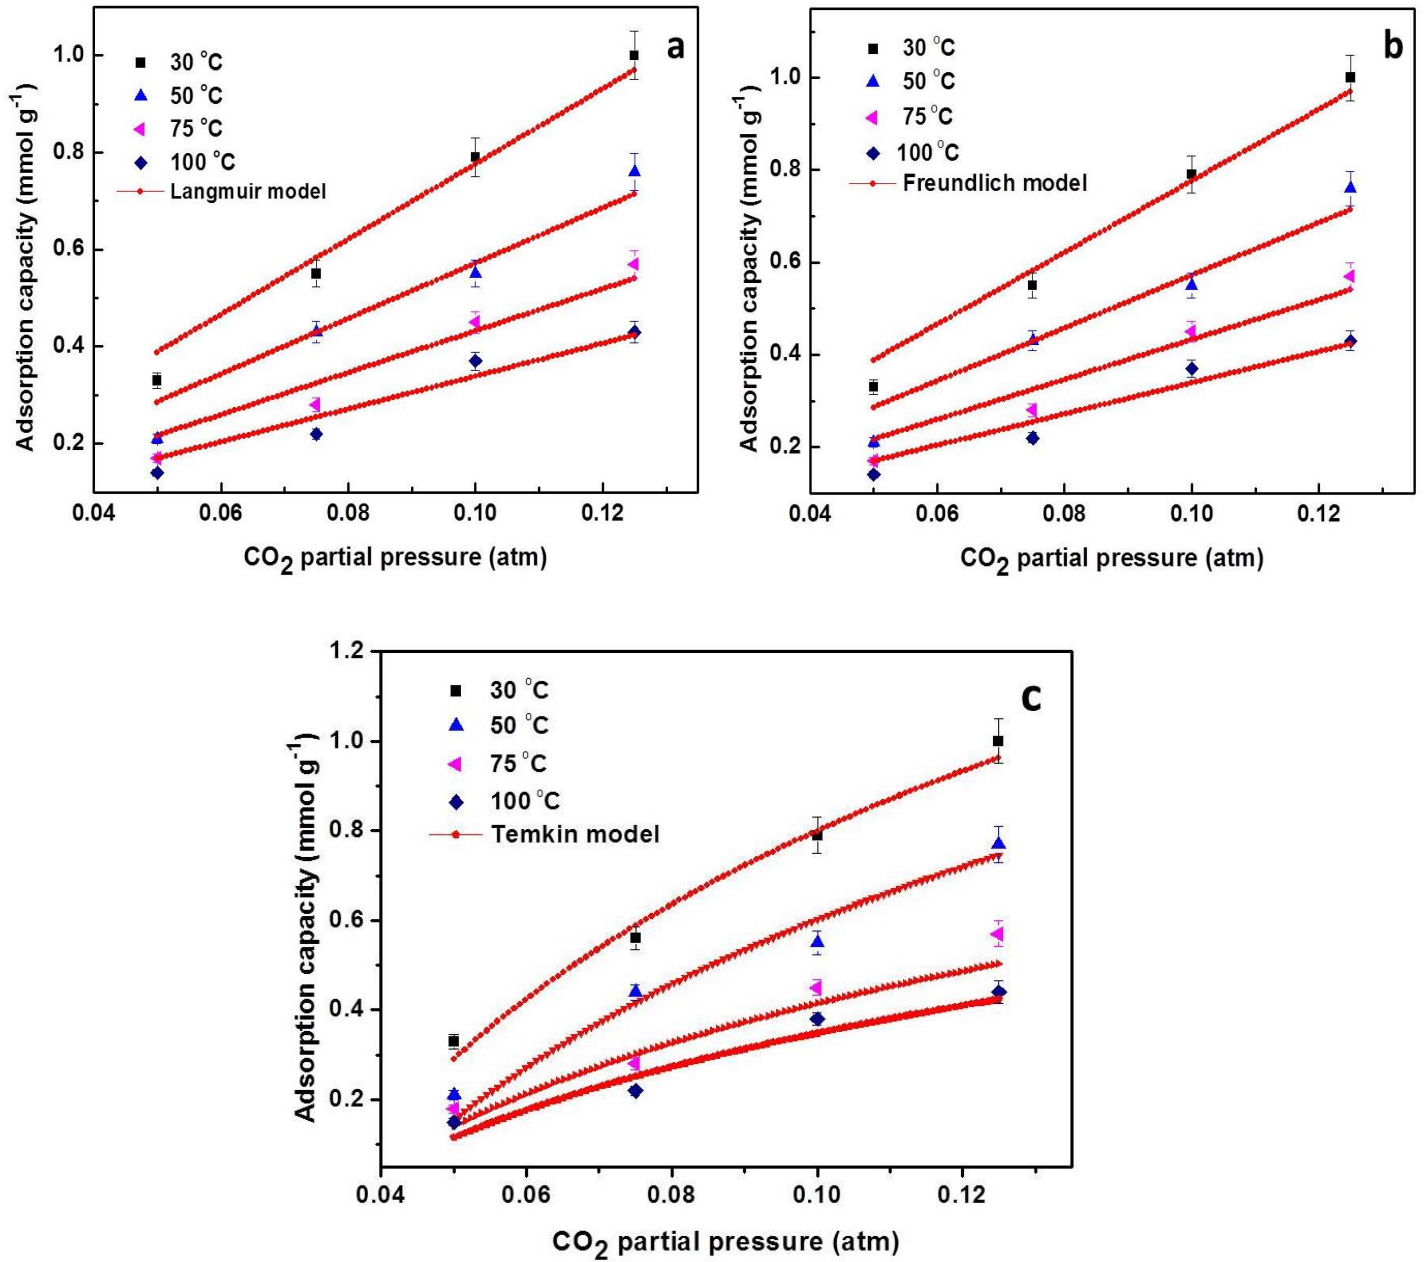 a
30 °C
50 °C
75 °C
100 °C
Langmuir model
Adsorption capacity (mmol g⁻¹)
1.0
0.8
0.6
0.4
0.2
0.04 0.06 0.08 0.10 0.12
CO₂ partial pressure (atm)
b
30 °C
50 °C
75 °C
100 °C
Freundlich model
Adsorption capacity (mmol g⁻¹)
1.0
0.8
0.6
0.4
0.2
0.04 0.06 0.08 0.10 0.12
CO₂ partial pressure (atm)
c
30 °C
50 °C
75 °C
100 °C
Temkin model
Adsorption capacity (mmol g⁻¹)
1.2
1.0
0.8
0.6
0.4
0.2
0.04 0.06 0.08 0.10 0.12
CO₂ partial pressure (atm)